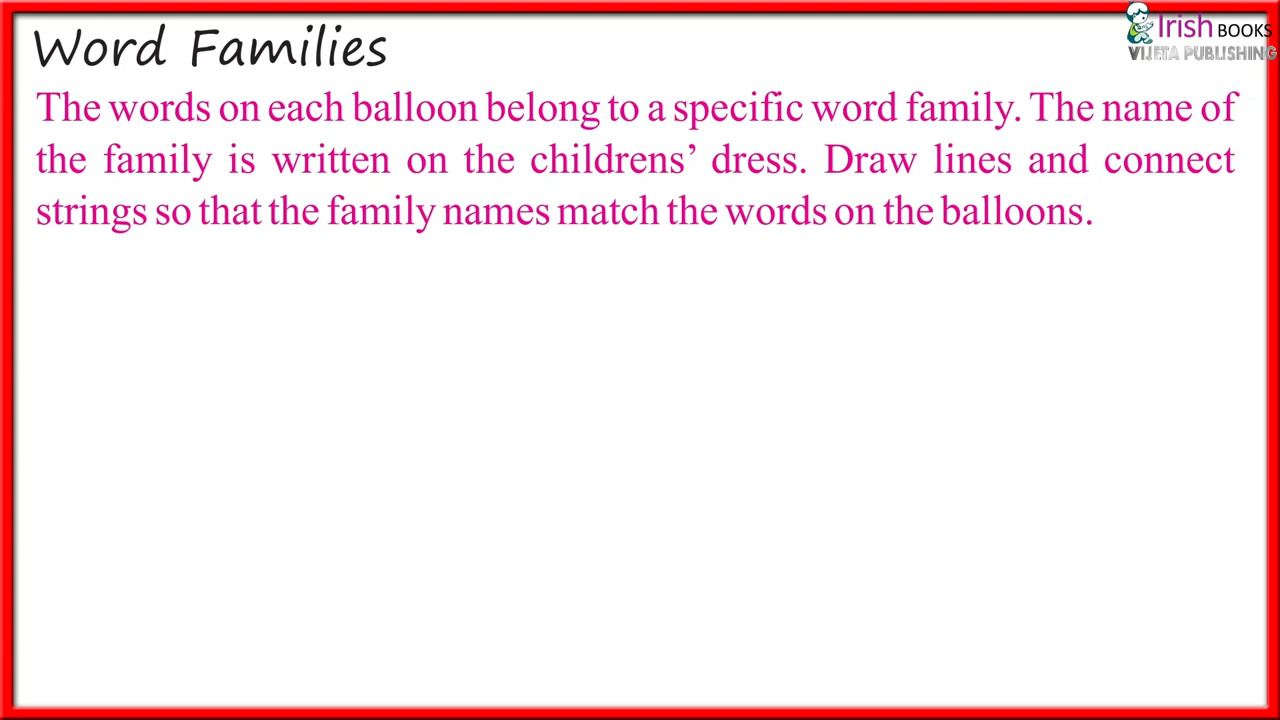 Word Families
Irish BOOKS
VIJETA PUBLISHING
The words on each balloon belong to a specific word family. The name of
the family is written on the childrens’ dress. Draw lines and connect
strings so that the family names match the words on the balloons.